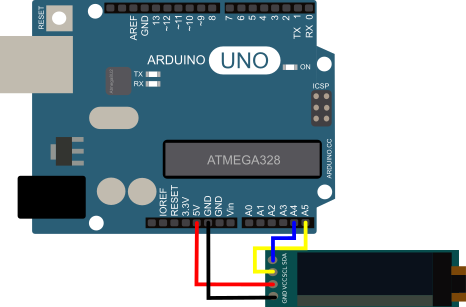 RESET
AREF
GND
13
~12
~11
~10
~9
8
7
~6
~5
4
~3
2
TX 1
RX 0
ARDUINO UNO
TX
RX
ON
ICSP
ATMEGA328
ARDUINO.CC
IOREF
RESET
3.3V
5V
GND
GND
Vin
A0
A1
A2
A3
A4
A5
GND VCC SCL SDA